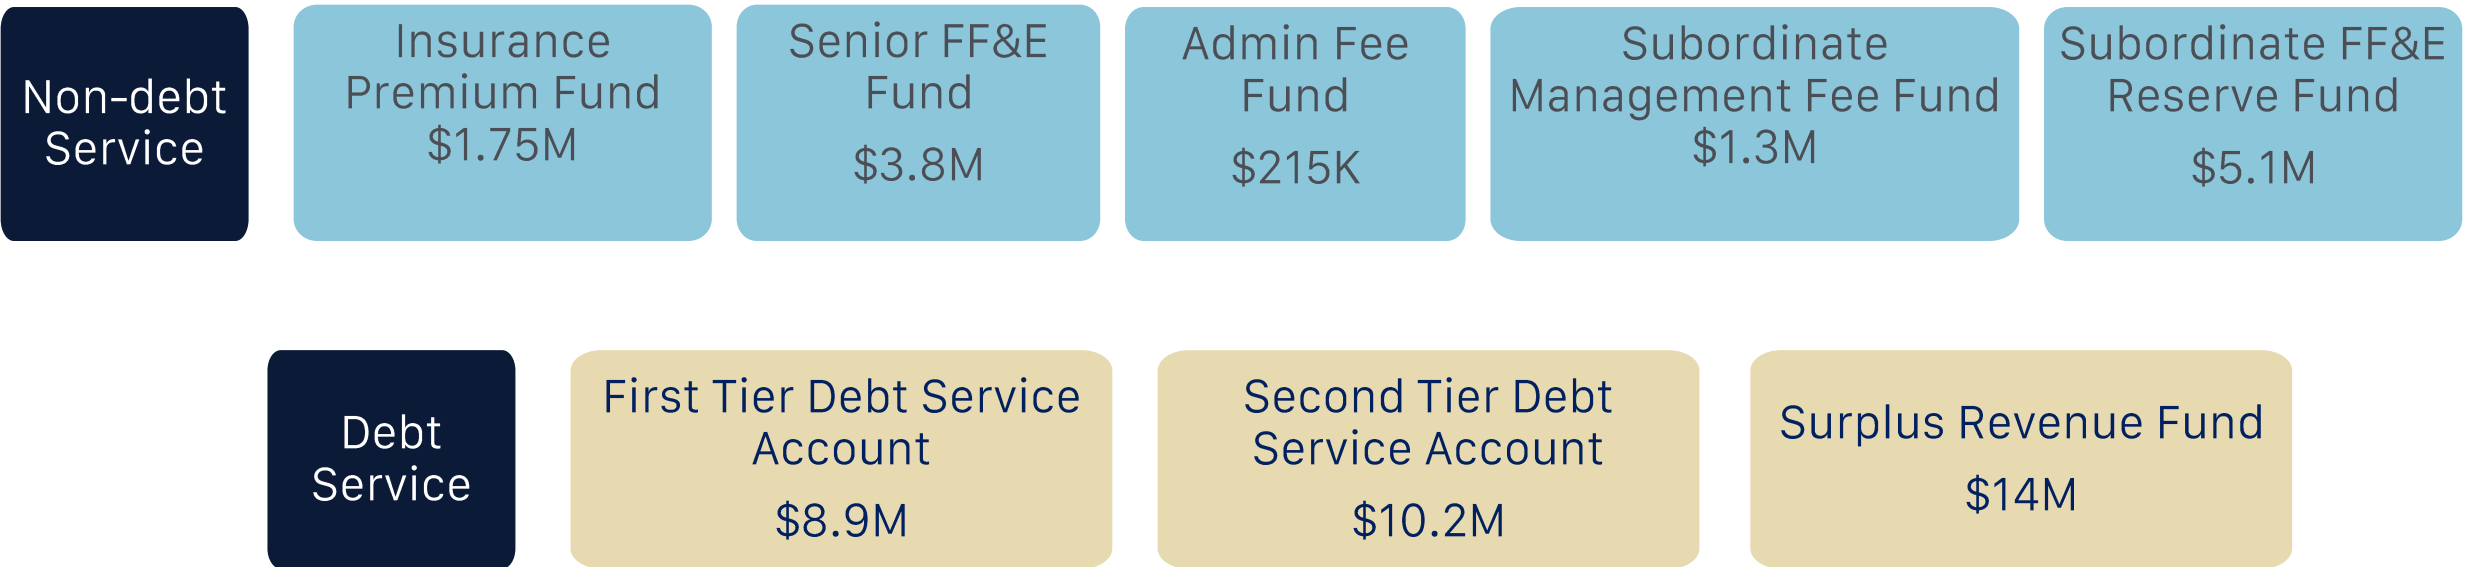 Non-debt
Service
Insurance
Premium Fund
$1.75M
Senior FF&E
Fund
$3.8M
Admin Fee
Fund
$215K
Subordinate
Management Fee Fund
$1.3M
Subordinate FF&E
Reserve Fund
$5.1M
Debt
Service
First Tier Debt Service
Account
$8.9M
Second Tier Debt
Service Account
$10.2M
Surplus Revenue Fund
$14M